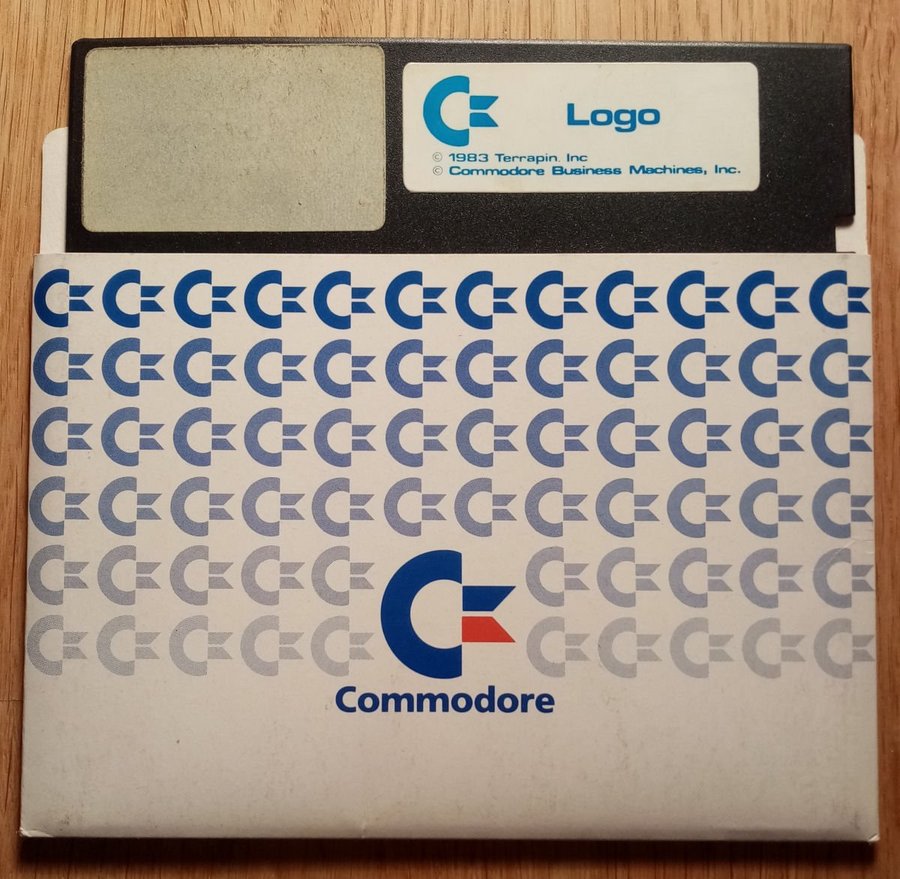 Logo
© 1983 Terrapin, Inc
© Commodore Business Machines, Inc.
Commodore